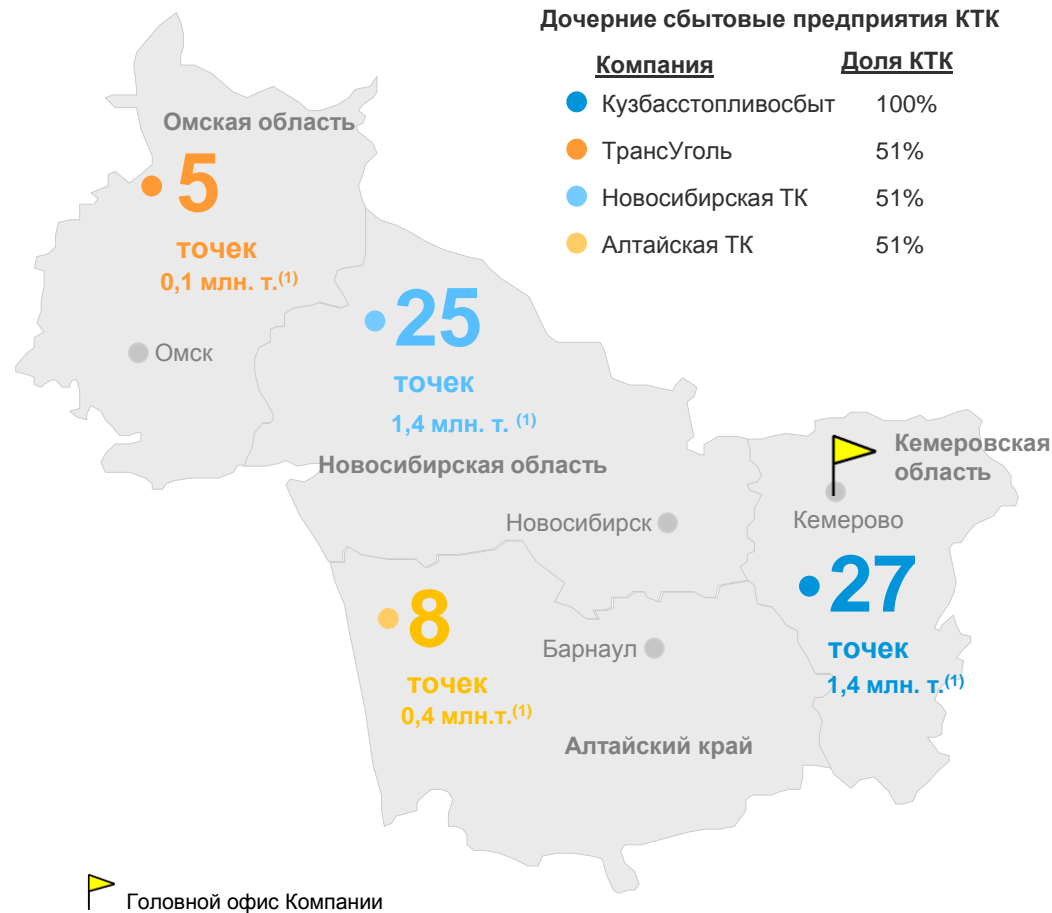 Дочерние сбытовые предприятия КТК
Компания Доля КТК
Кузбасстопливосбыт 100%
ТрансУголь 51%
Новосибирская ТК 51%
Алтайская ТК 51%
Омская область
5
точек
0,1 млн. т.(1)
Омск
25
точек
1,4 млн. т. (1)
Новосибирская область
Новосибирск
Кемеровская
область
Кемерово
27
точек
1,4 млн. т.(1)
8
точек
0,4 млн.т.(1)
Барнаул
Алтайский край
Головной офис Компании